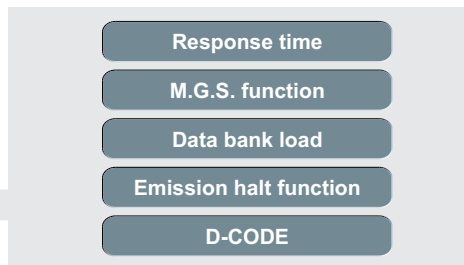 Response time
M.G.S. function
Data bank load
Emission halt function
D-CODE